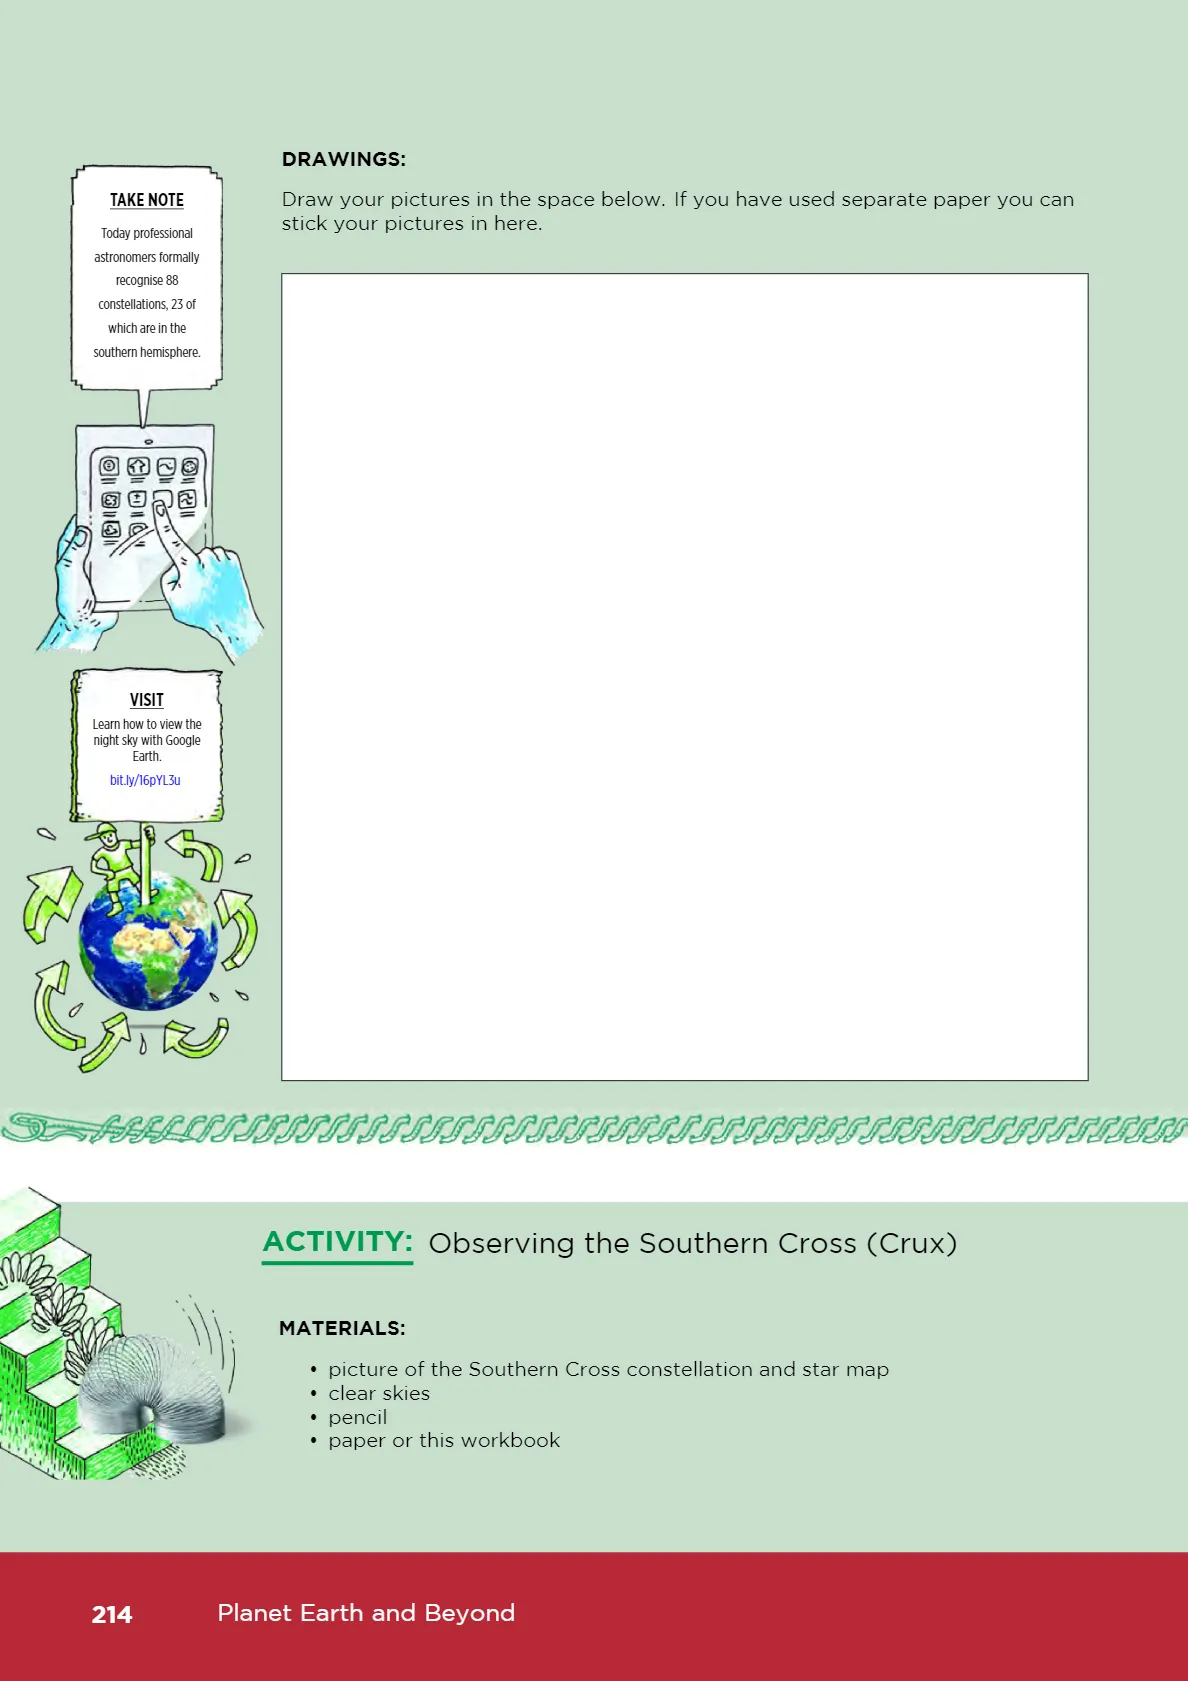 DRAWINGS:
Draw your pictures in the space below. If you have used separate paper you can
stick your pictures in here.
TAKE NOTE
Today professional
astronomers formally
recognise 88
constellations, 23 of
which are in the
southern hemisphere.
VISIT
Learn how to view the
night sky with Google
Earth.
bit.ly/16pYL3u
ACTIVITY: Observing the Southern Cross (Crux)
MATERIALS:
• picture of the Southern Cross constellation and star map
• clear skies
• pencil
• paper or this workbook
214 Planet Earth and Beyond